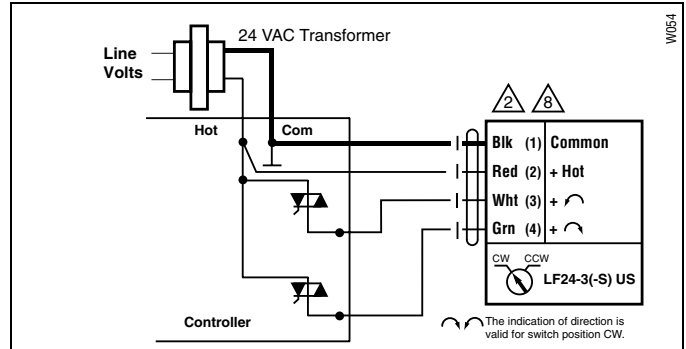 24 VAC Transformer
W054
Line
Volts
2 8
Hot Com
Blk (1) Common
Red (2) + Hot
Wht (3) +
Grn (4) +
CW CCW
LF24-3(-S) US
Controller
The indication of direction is
valid for switch position CW.